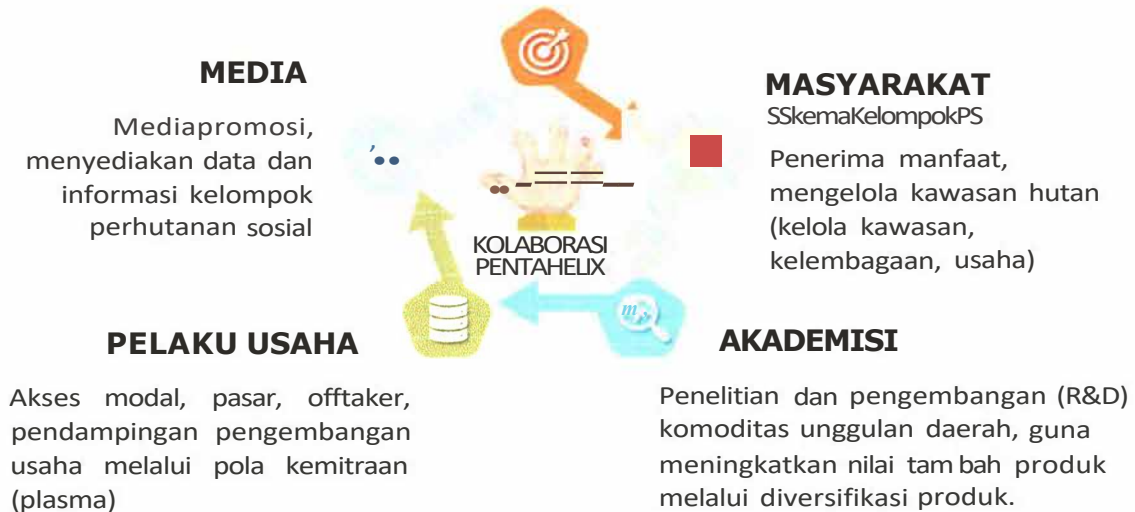 MEDIA
Mediapromosi,
menyediakan data dan
informasi kelompok
perhutanan sosial
MASYARAKAT
SSkemaKelompokPS
Penerima manfaat,
mengelola kawasan hutan
(kelola kawasan,
kelembagaan, usaha)
KOLABORASI
PENTAHELIX
PELAKU USAHA
Akses modal, pasar, offtaker,
pendampingan pengembangan
usaha melalui pola kemitraan
(plasma)
AKADEMISI
Penelitian dan pengembangan (R&D)
komoditas unggulan daerah, guna
meningkatkan nilai tam bah produk
melalui diversifikasi produk.